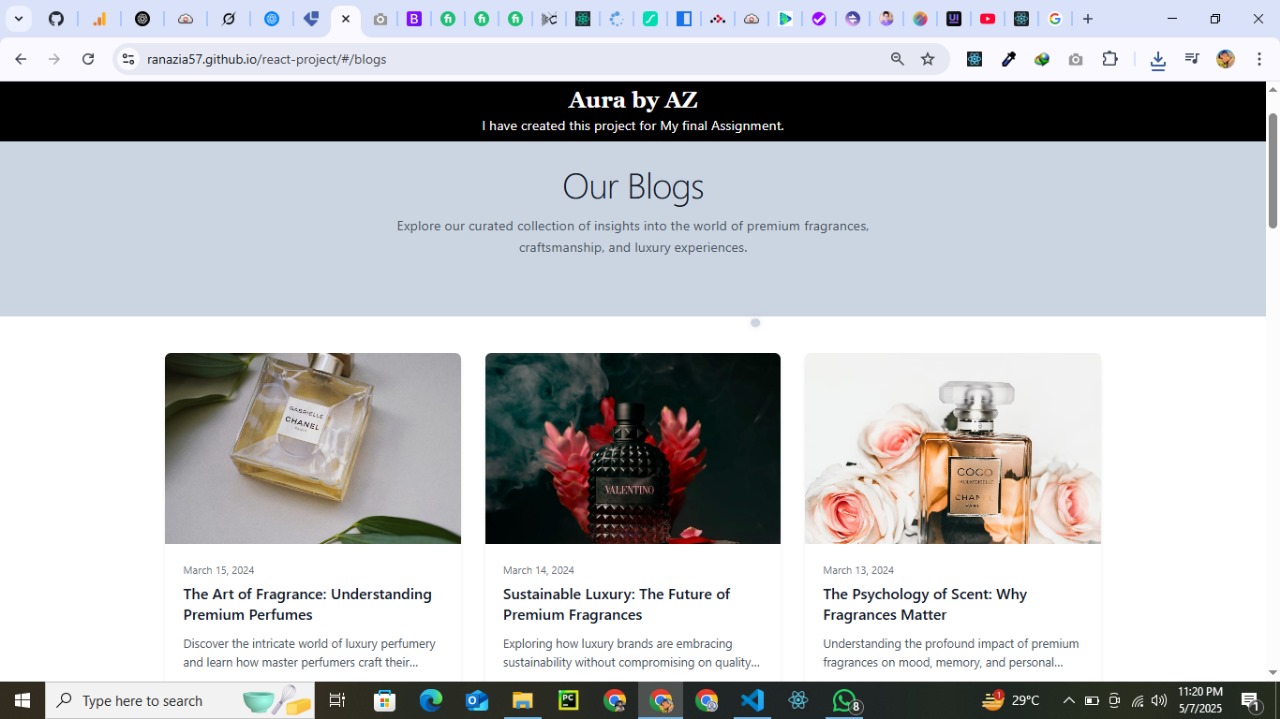 ranazia57.github.io/react-project/#/blogs
Aura by AZ
I have created this project for My final Assignment.
Our Blogs
Explore our curated collection of insights into the world of premium fragrances,
craftsmanship, and luxury experiences.
GABRIELLE
CHANEL
PARIS
VALENTINO
COCO
MADEMOISELLE
CHANEL
PARIS
March 15, 2024
The Art of Fragrance: Understanding
Premium Perfumes
Discover the intricate world of luxury perfumery
and learn how master perfumers craft their...
March 14, 2024
Sustainable Luxury: The Future of
Premium Fragrances
Exploring how luxury brands are embracing
sustainability without compromising on quality...
March 13, 2024
The Psychology of Scent: Why
Fragrances Matter
Understanding the profound impact of premium
fragrances on mood, memory, and personal...
Type here to search
PC
8
1
29°C
11:20 PM
5/7/2025
1